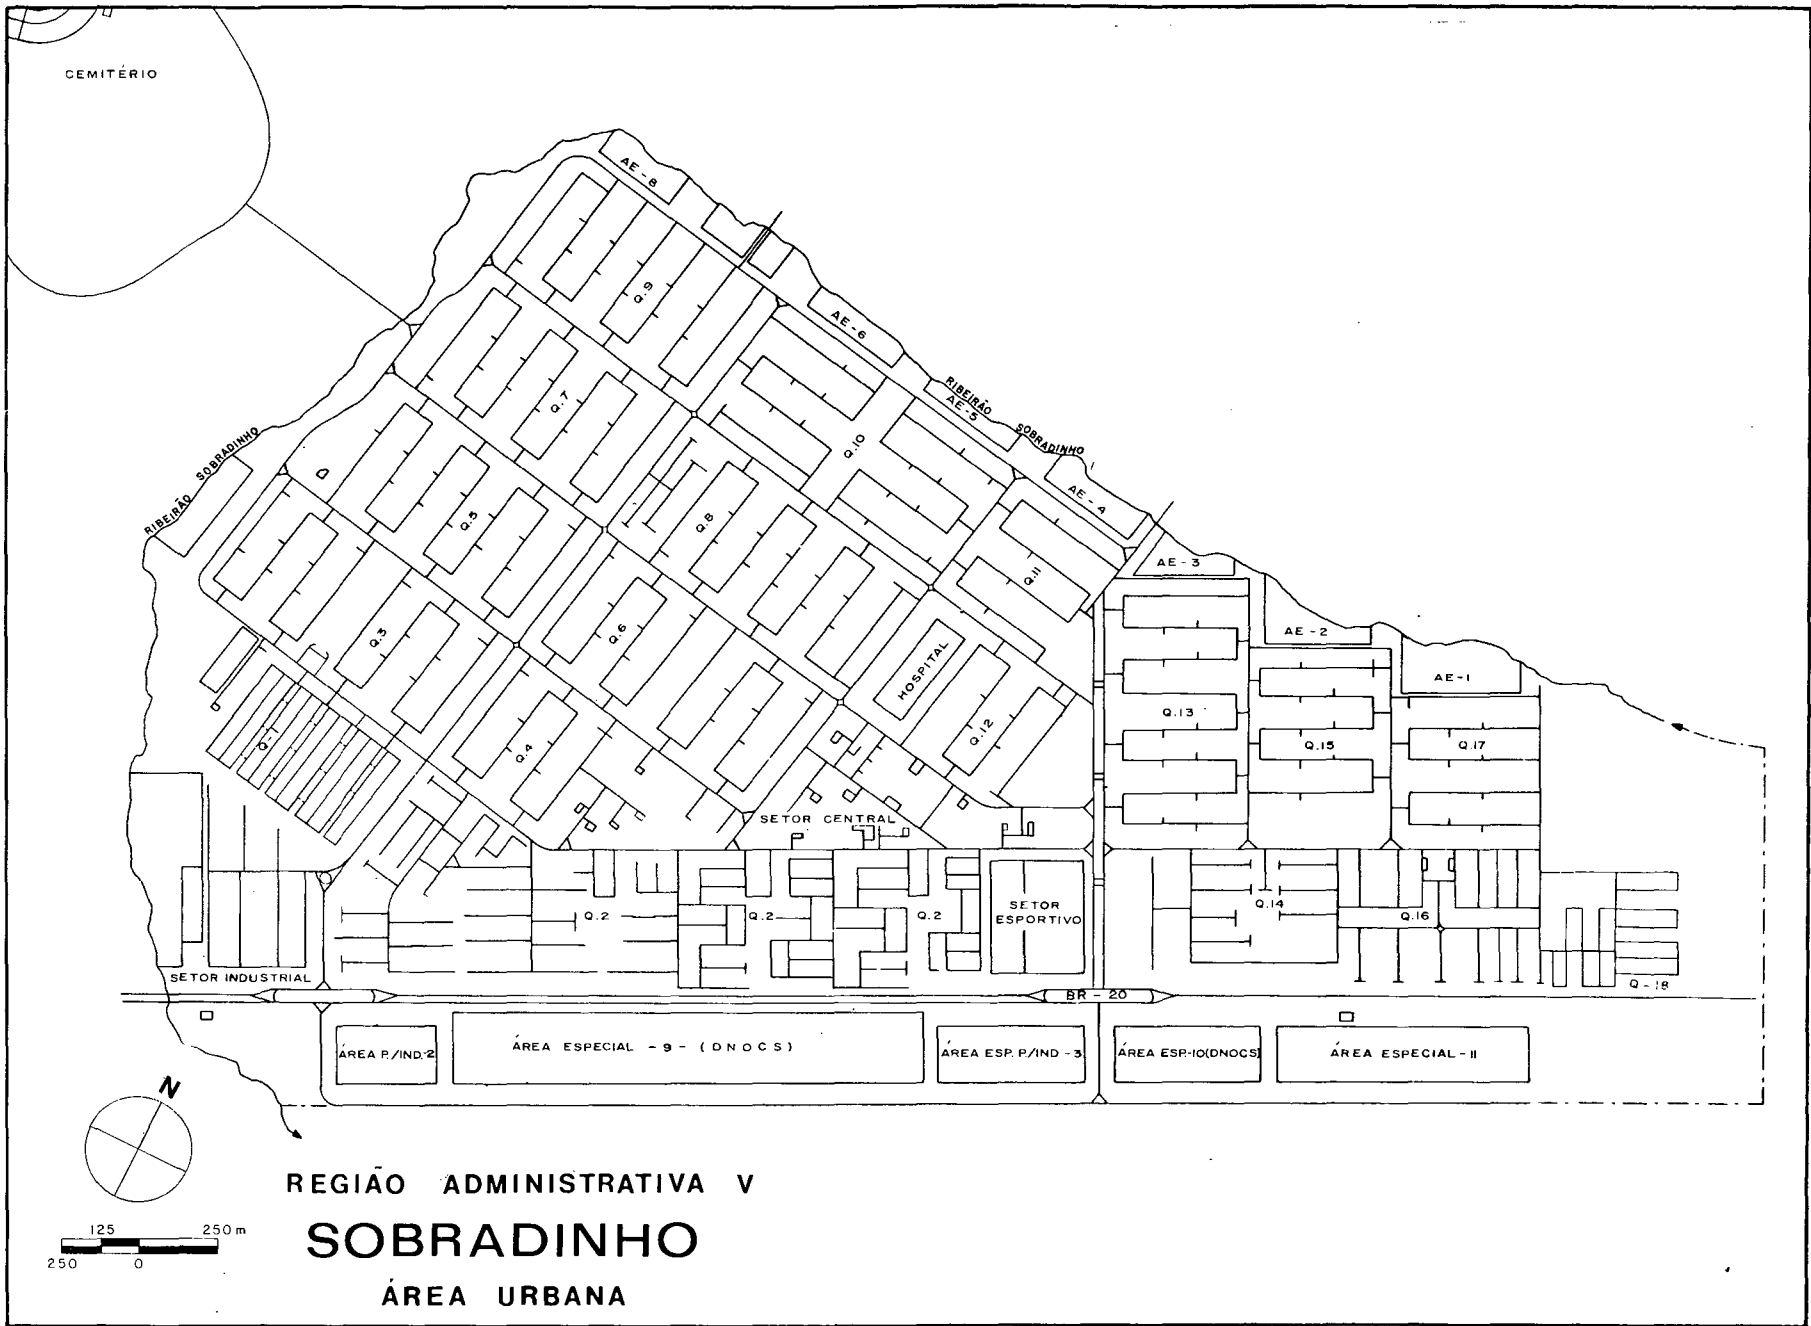 CEMITÉRIO
AE-8
Q.9
AE-6
RIBEIRÃO SOBRADINHO
AE-5
Q.7
Q.10
AE-4
RIBEIRÃO SOBRADINHO
Q.5
Q.8
AE-3
Q.11
AE-2
Q.3
Q.6
HOSPITAL
AE-1
Q.13
Q.12
Q.15
Q.17
Q-1
Q.4
SETOR CENTRAL
Q.2
Q.2
Q.2
SETOR
ESPORTIVO
Q.14
Q.16
SETOR INDUSTRIAL
Q-18
BR-20
ÁREA P./IND-2
ÁREA ESPECIAL -9- (DNOCS)
ÁREA ESP. P/IND-3
ÁREA ESP.-10(DNOCS)
ÁREA ESPECIAL-11
N
REGIÃO ADMINISTRATIVA V
SOBRADINHO
ÁREA URBANA
125 250 m
250 0